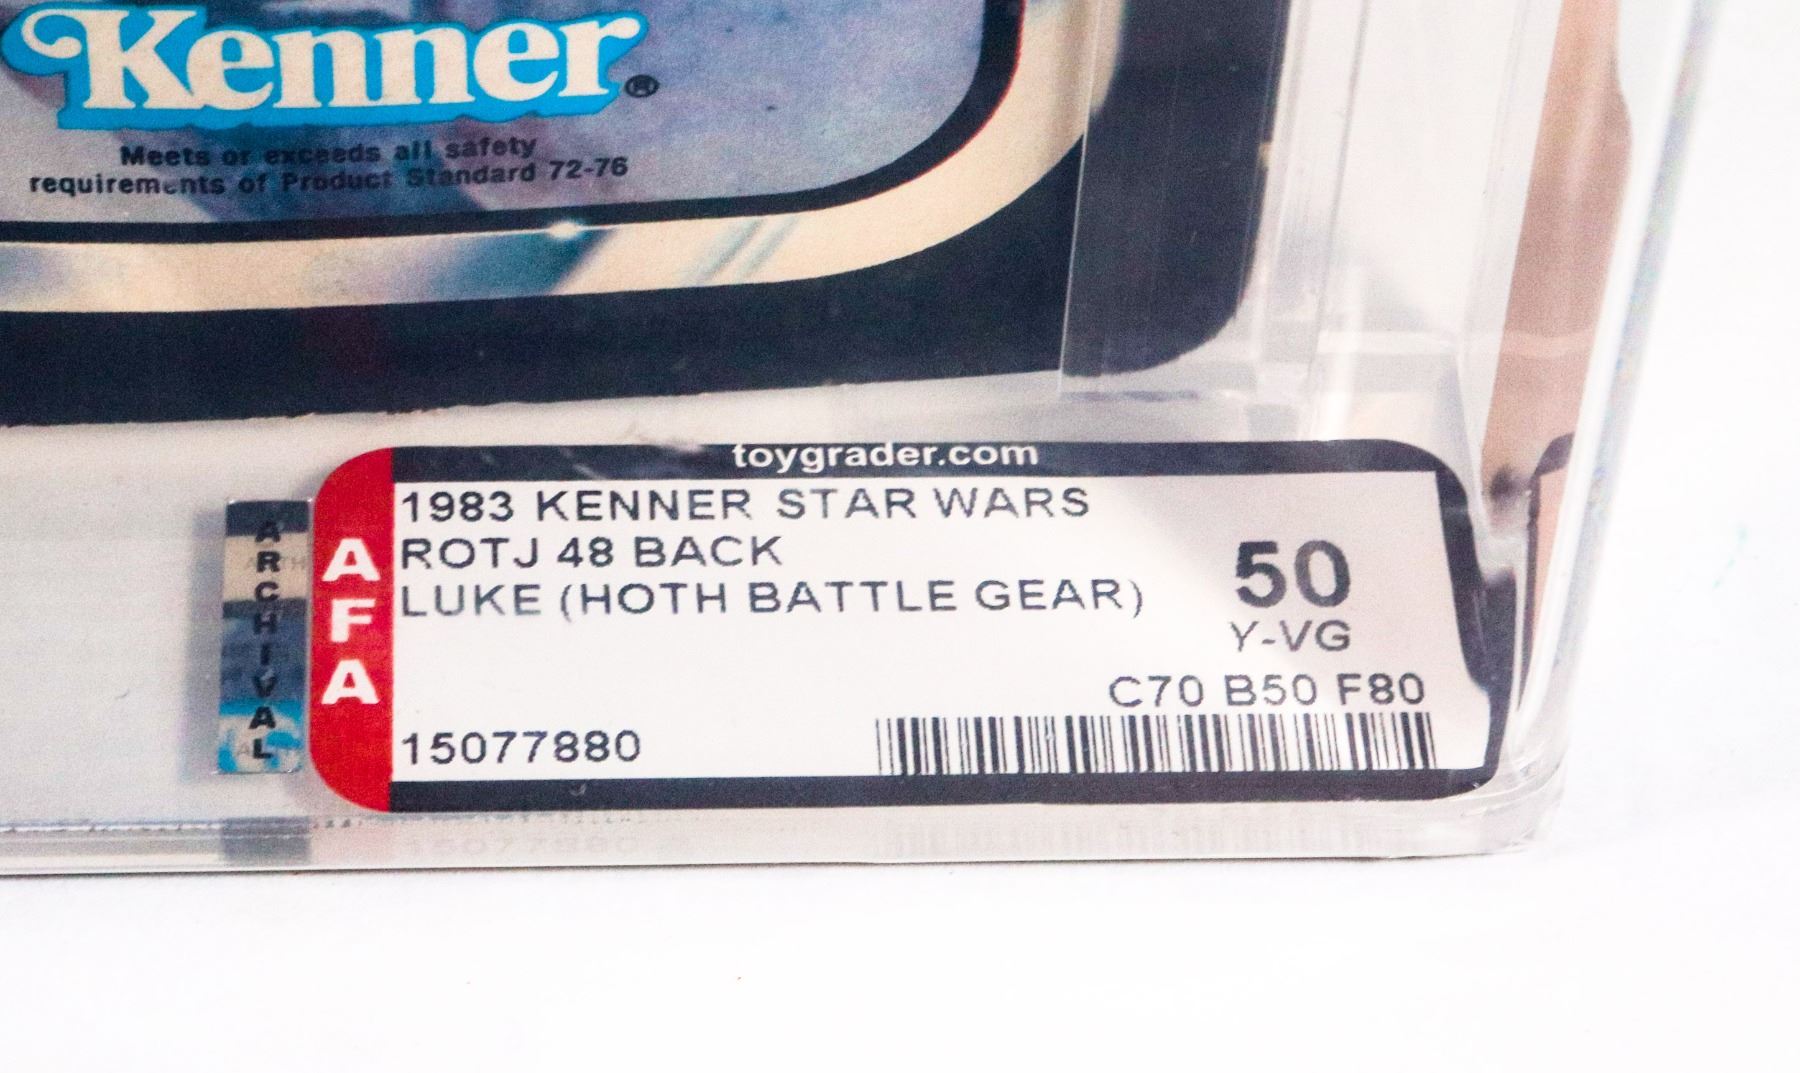 Kenner®
Meets or exceeds all safety
requirements of Product Standard 72-76
toygrader.com
ARCHIVAL
AFA
1983 KENNER STAR WARS
ROTJ 48 BACK
LUKE (HOTH BATTLE GEAR)
50
Y-VG
C70 B50 F80
15077880